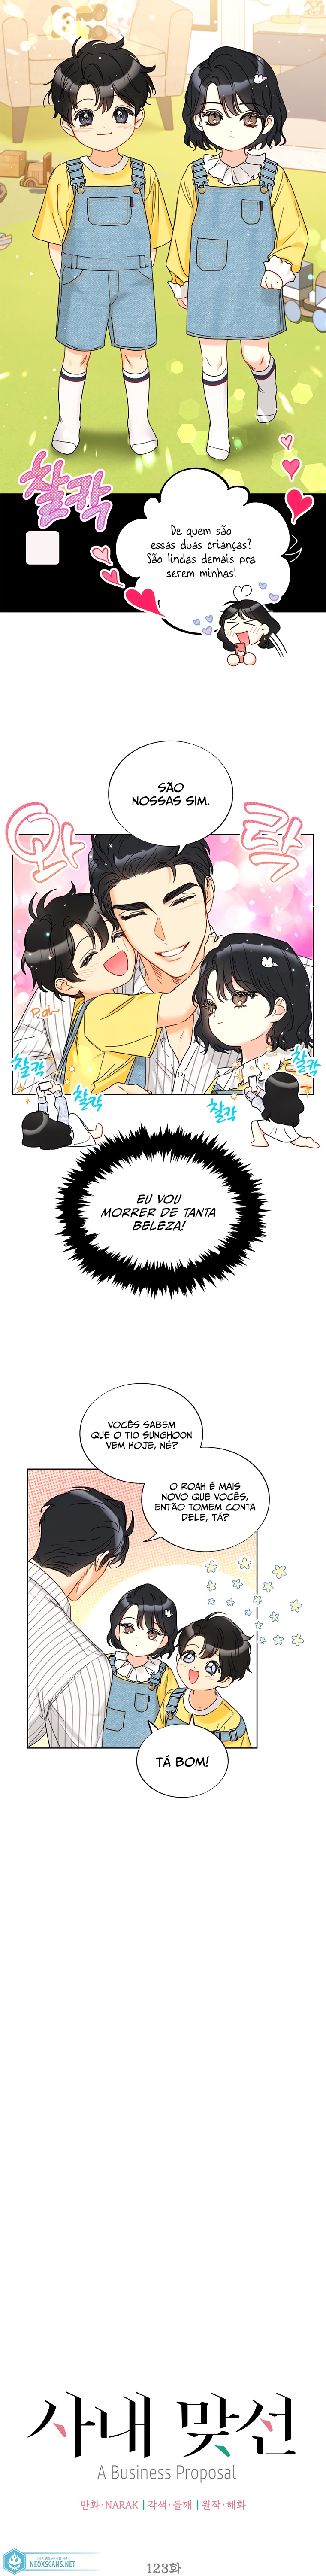 찰칵
De quem são
essas duas crianças?
São lindas demais pra
serem minhas!
SÃO
NOSSAS SIM.
와
락
Pai~
찰칵
찰칵
찰칵
찰칵
EU VOU
MORRER DE TANTA
BELEZA!
VOCÊS SABEM
QUE O TIO SUNGHOON
VEM HOJE, NÉ?
O ROAH É MAIS
NOVO QUE VOCÊS,
ENTÃO TOMEM CONTA
DELE, TÁ?
TÁ BOM!
사내 맞선
A Business Proposal
만화·NARAK | 각색·들깨 | 원작·해화
NEOXSCANS.NET
123화